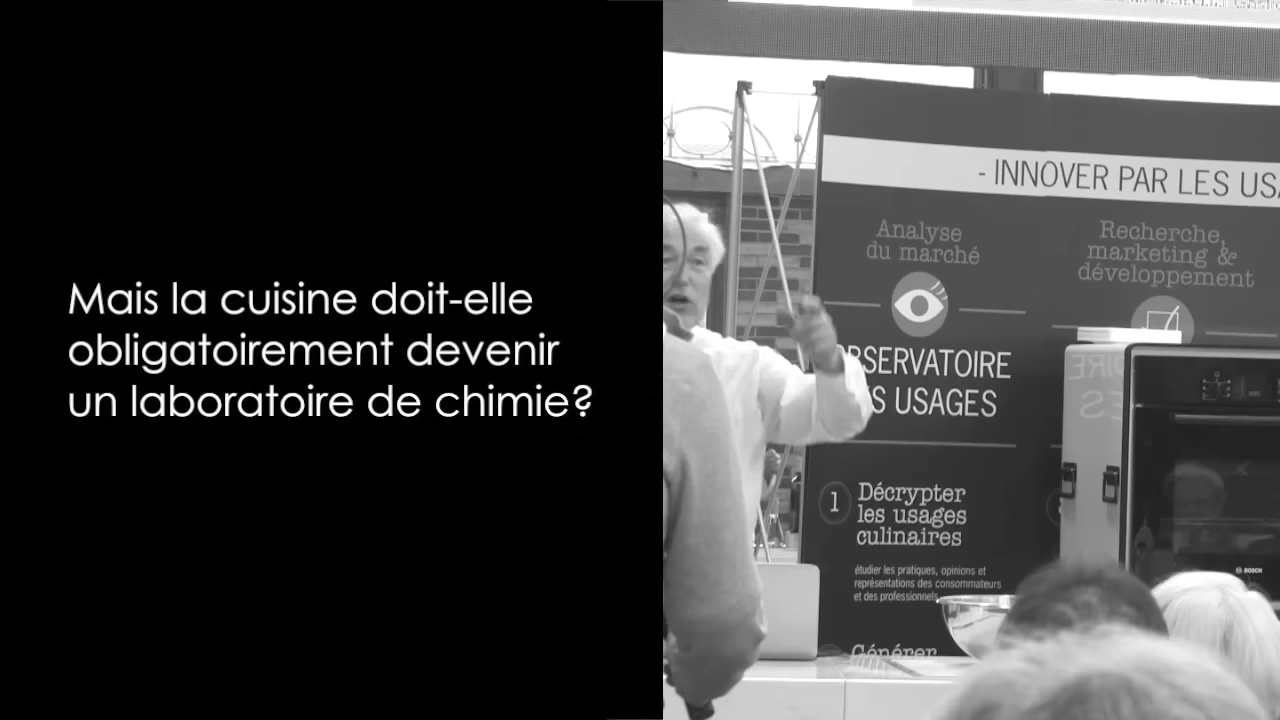 Mais la cuisine doit-elle
obligatoirement devenir
un laboratoire de chimie?
- INNOVER PAR LES
Analyse
du marché
Recherche,
marketing &
développement
OBSERVATOIRE
USAGES
1
Décrypter
les usages
culinaires
étudier les pratiques, opinions et
représentations des consommateurs
et des professionnels
Générer
BOSCH